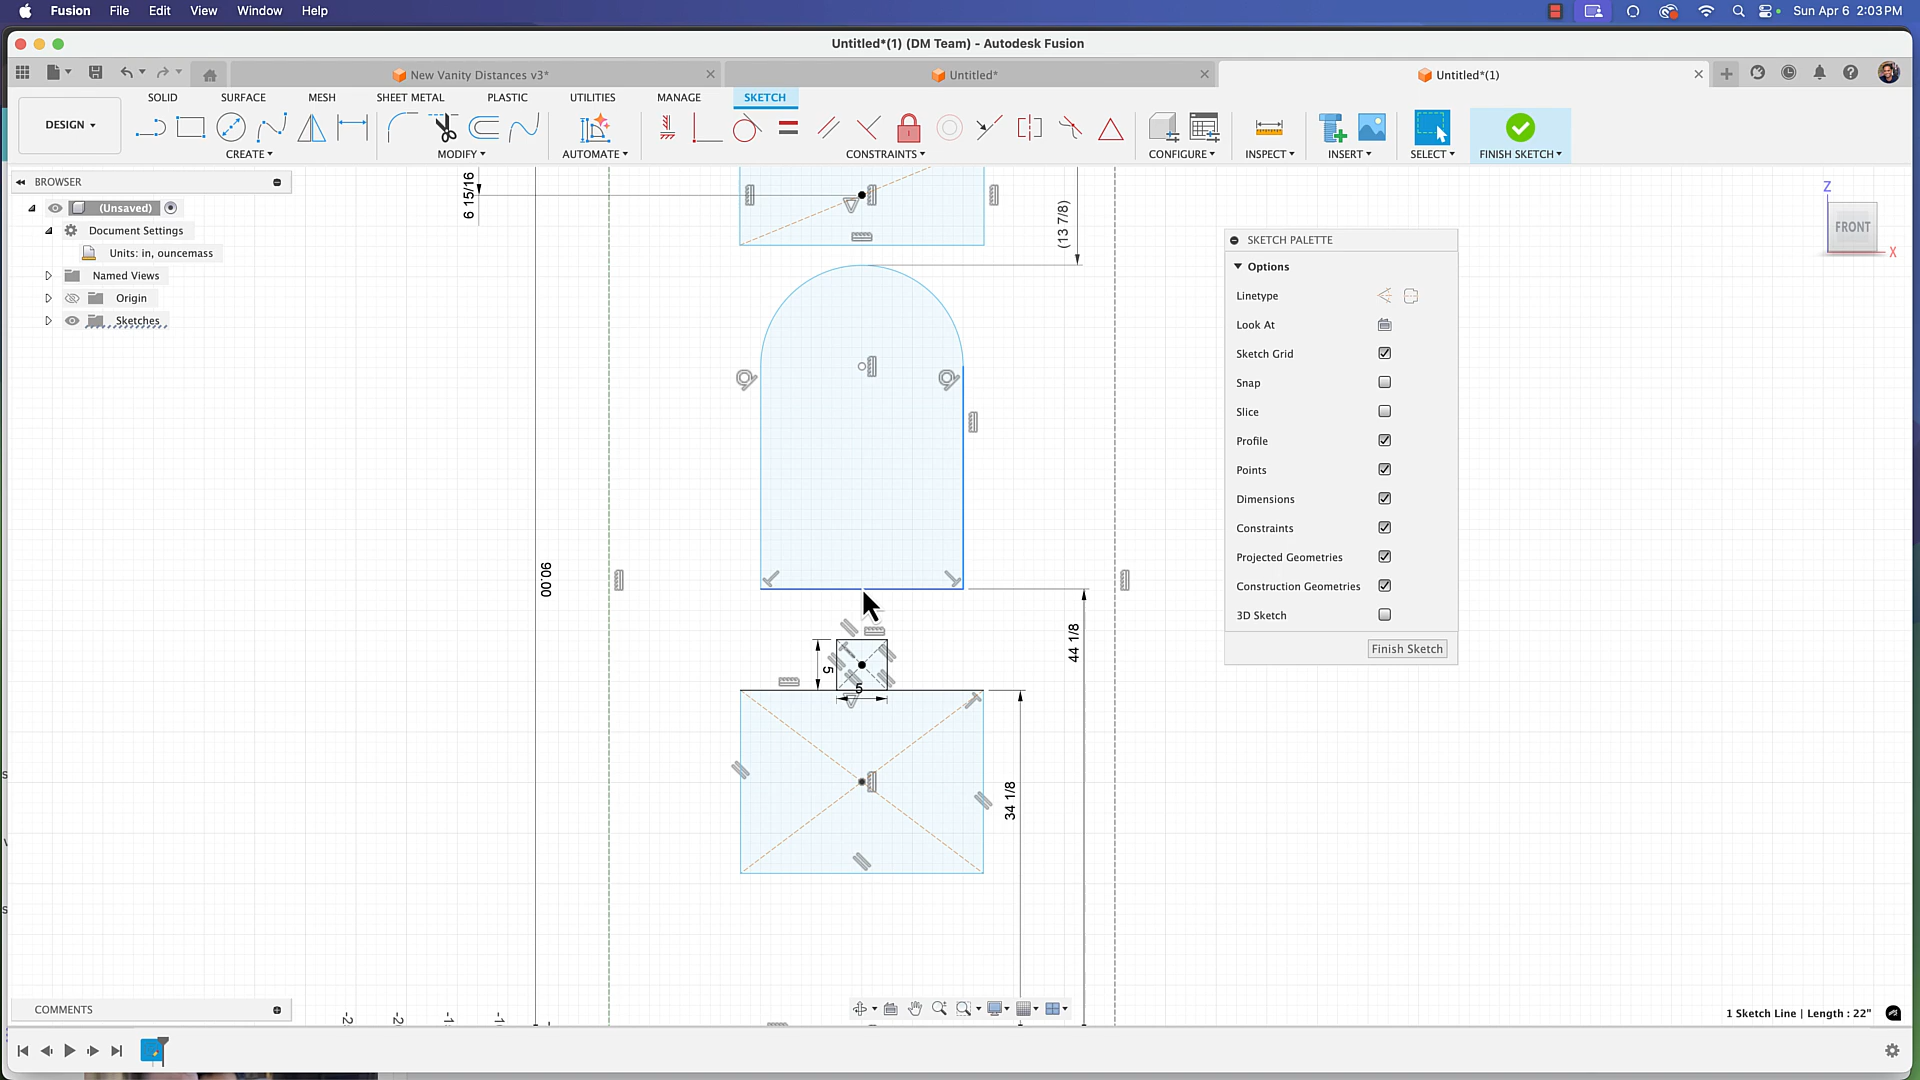 Fusion File Edit View Window Help Sun Apr 6 2:03 PM
Untitled*(1) (DM Team) - Autodesk Fusion
New Vanity Distances v3* Untitled* Untitled*(1)
SOLID SURFACE MESH SHEET METAL PLASTIC UTILITIES MANAGE SKETCH
DESIGN
CREATE MODIFY AUTOMATE CONSTRAINTS CONFIGURE INSPECT INSERT SELECT FINISH SKETCH
BROWSER
(Unsaved)
Document Settings
Units: in, ouncemass
Named Views
Origin
Sketches
6 15/16
(13 7/8)
90.00
44 1/8
5
5
34 1/8
Z
FRONT
X
SKETCH PALETTE
Options
Linetype
Look At
Sketch Grid
Snap
Slice
Profile
Points
Dimensions
Constraints
Projected Geometries
Construction Geometries
3D Sketch
Finish Sketch
COMMENTS
1 Sketch Line | Length : 22"